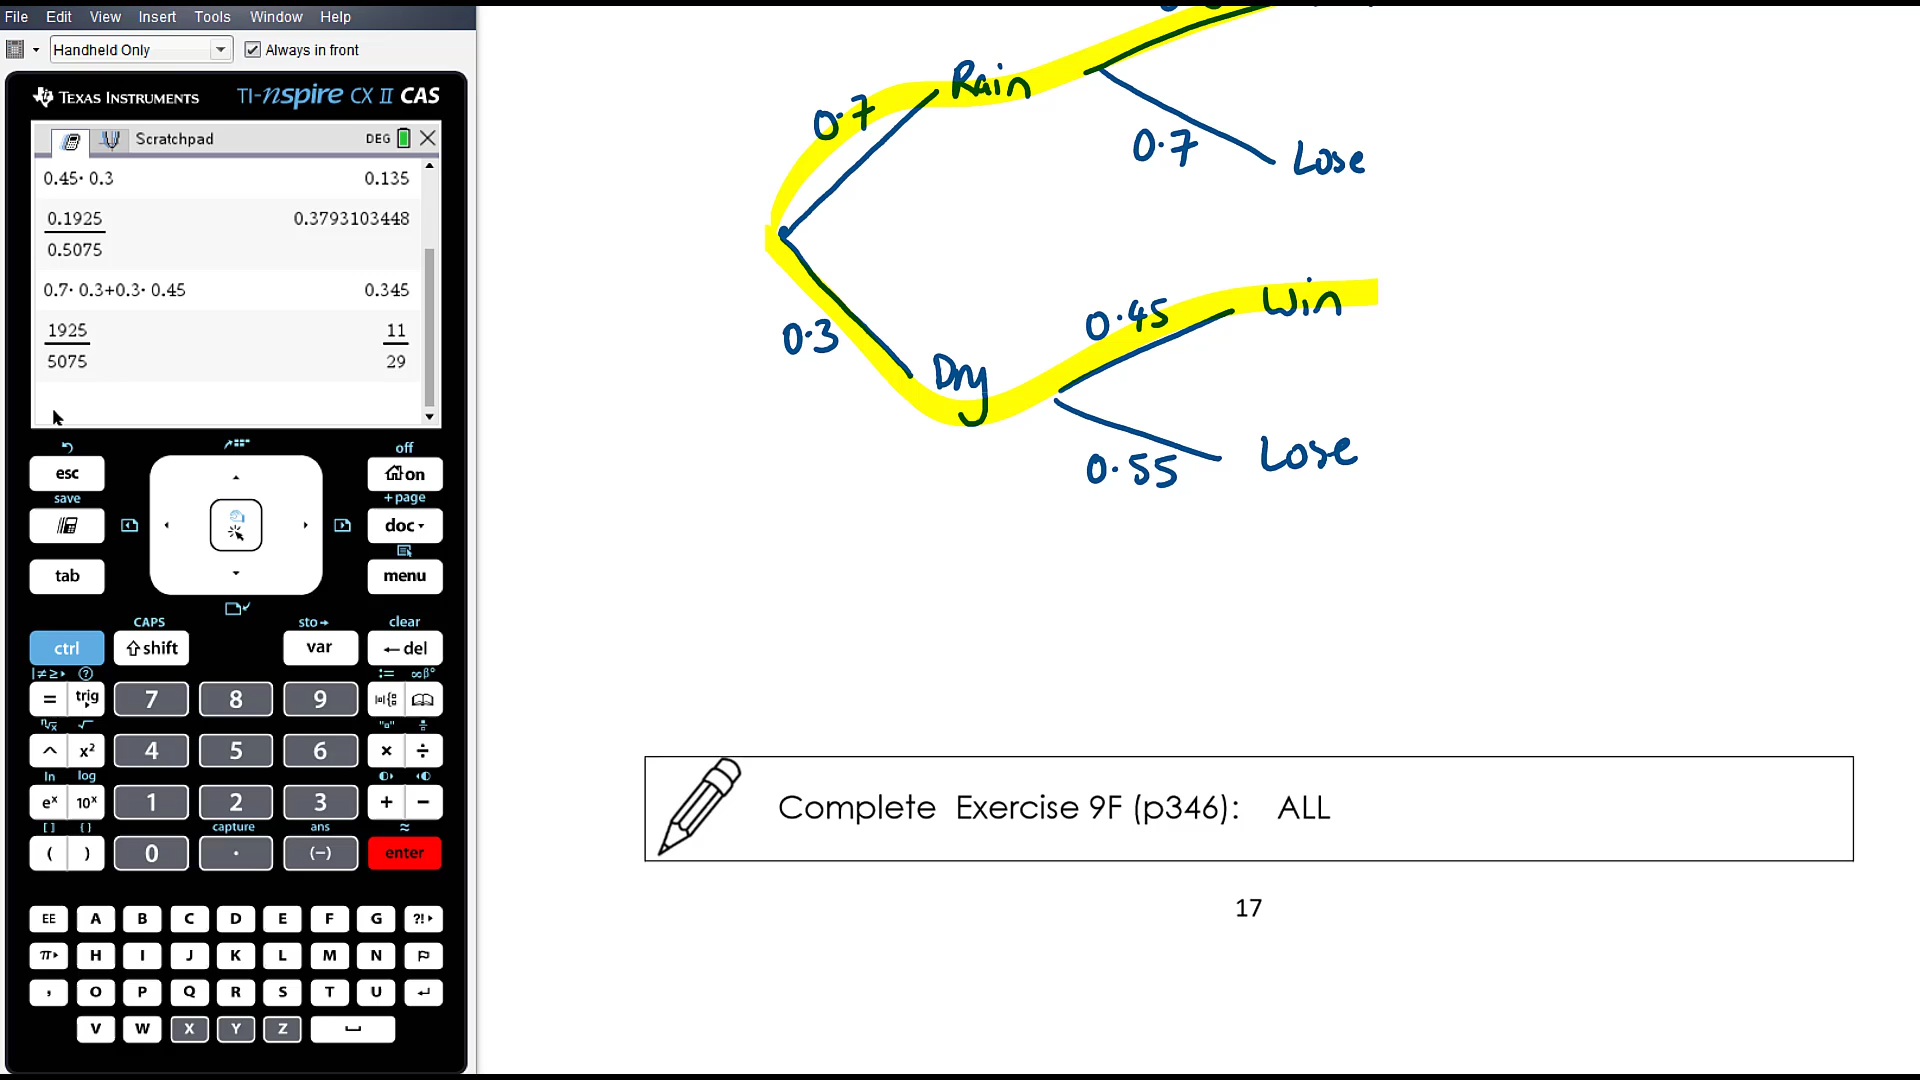 File Edit View Insert Tools Window Help
Handheld Only Always in front
TEXAS INSTRUMENTS TI-nspire CX II CAS
Scratchpad DEG
0.45·0.3 0.135
0.1925
0.5075
0.3793103448
0.7·0.3+0.3·0.45 0.345
1925
5075
11
29
off
esc on
save + page
doc
tab menu
CAPS sto→ clear
ctrl shift var ←del
|≠≥▸ ? := ∞β°
= trig 7 8 9
ⁿ√x √ "▫"
^ x² 4 5 6 × ÷
ln log
eˣ 10ˣ 1 2 3 + −
[ ] { } capture ans ≈
( ) 0 . (−) enter
EE A B C D E F G ?!▸
π▸ H I J K L M N
, O P Q R S T U ↵
V W X Y Z
0.7 Rain
0.7 Lose
0.3 Dry
0.45 Win
0.55 Lose
Complete Exercise 9F (p346): ALL
17